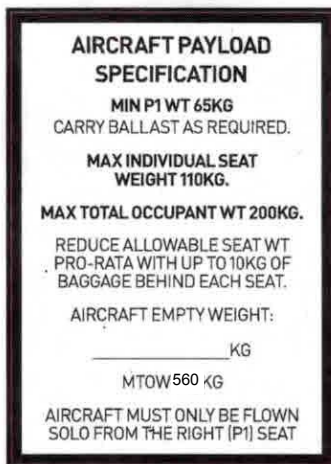 AIRCRAFT PAYLOAD
SPECIFICATION
MIN P1 WT 65KG
CARRY BALLAST AS REQUIRED.
MAX INDIVIDUAL SEAT
WEIGHT 110KG.
MAX TOTAL OCCUPANT WT 200KG.
REDUCE ALLOWABLE SEAT WT
PRO-RATA WITH UP TO 10KG OF
BAGGAGE BEHIND EACH SEAT.
AIRCRAFT EMPTY WEIGHT:
____________KG
MTOW 560 KG
AIRCRAFT MUST ONLY BE FLOWN
SOLO FROM THE RIGHT (P1) SEAT